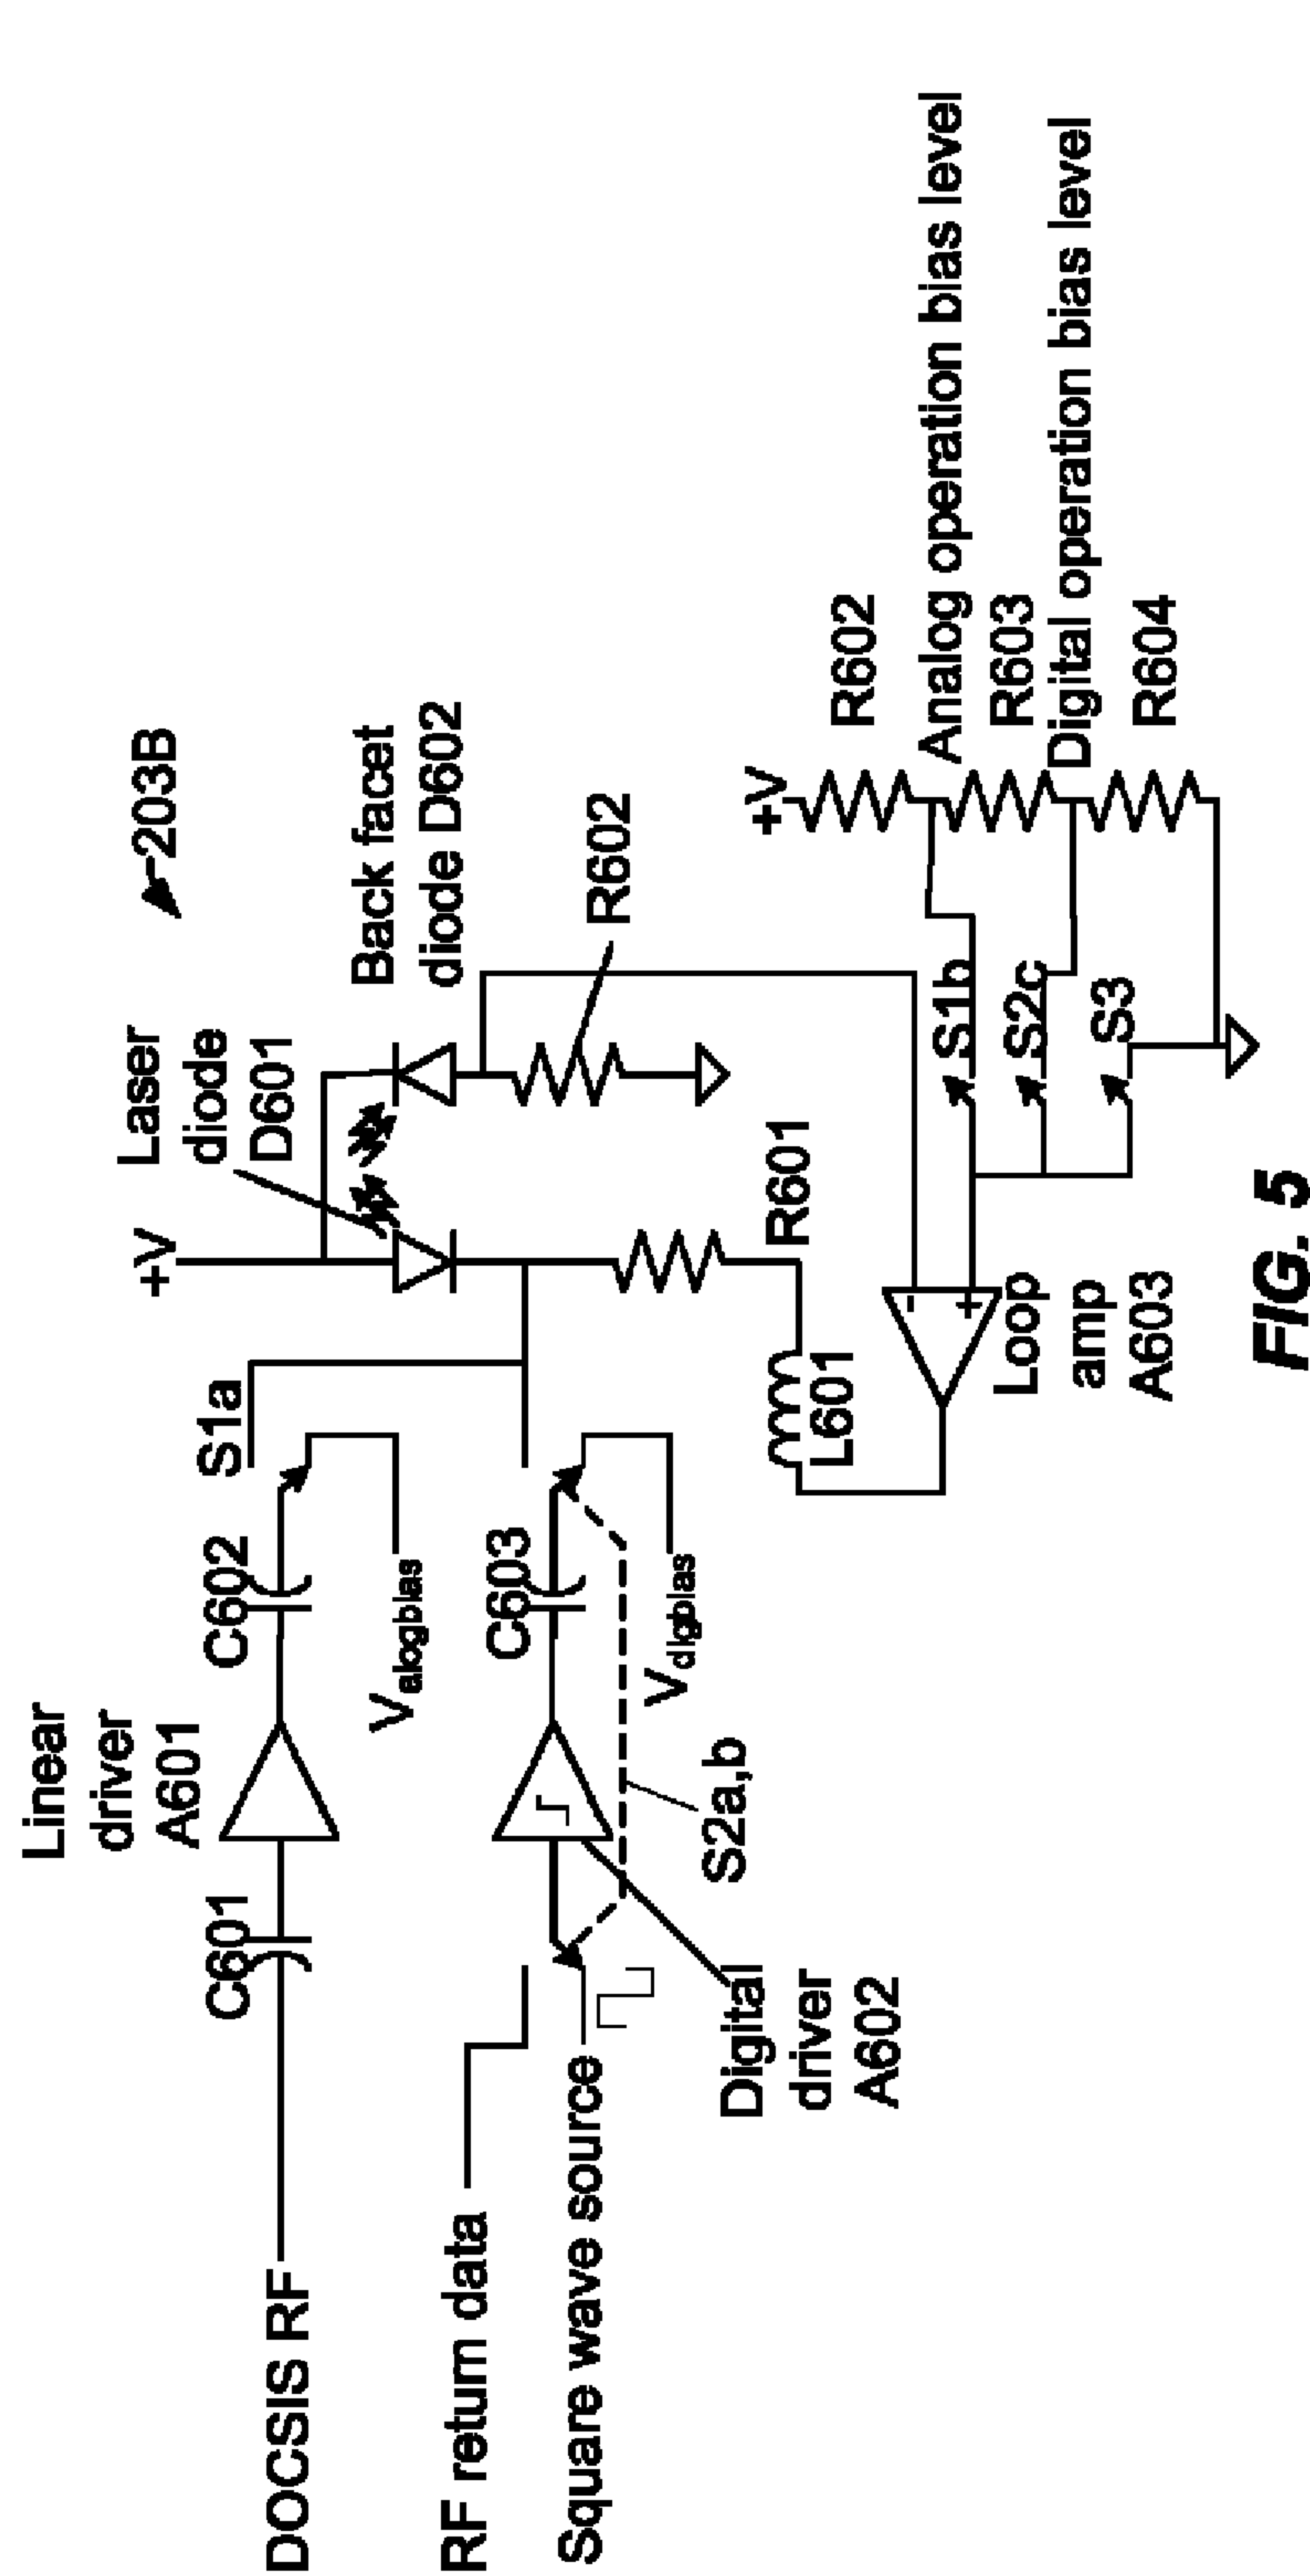 203B
Linear
driver
A601
C601
C602
S1a
Laser
diode
D601
+V
Back facet
diode D602
DOCSIS RF
Valogbias
R602
RF return data
C603
Square wave source
Vdigbias
S2a,b
Digital
driver
A602
R601
L601
+V
R602
Analog operation bias level
S1b
R603
S2c
Digital operation bias level
S3
R604
-
+
Loop
amp
A603
FIG. 5